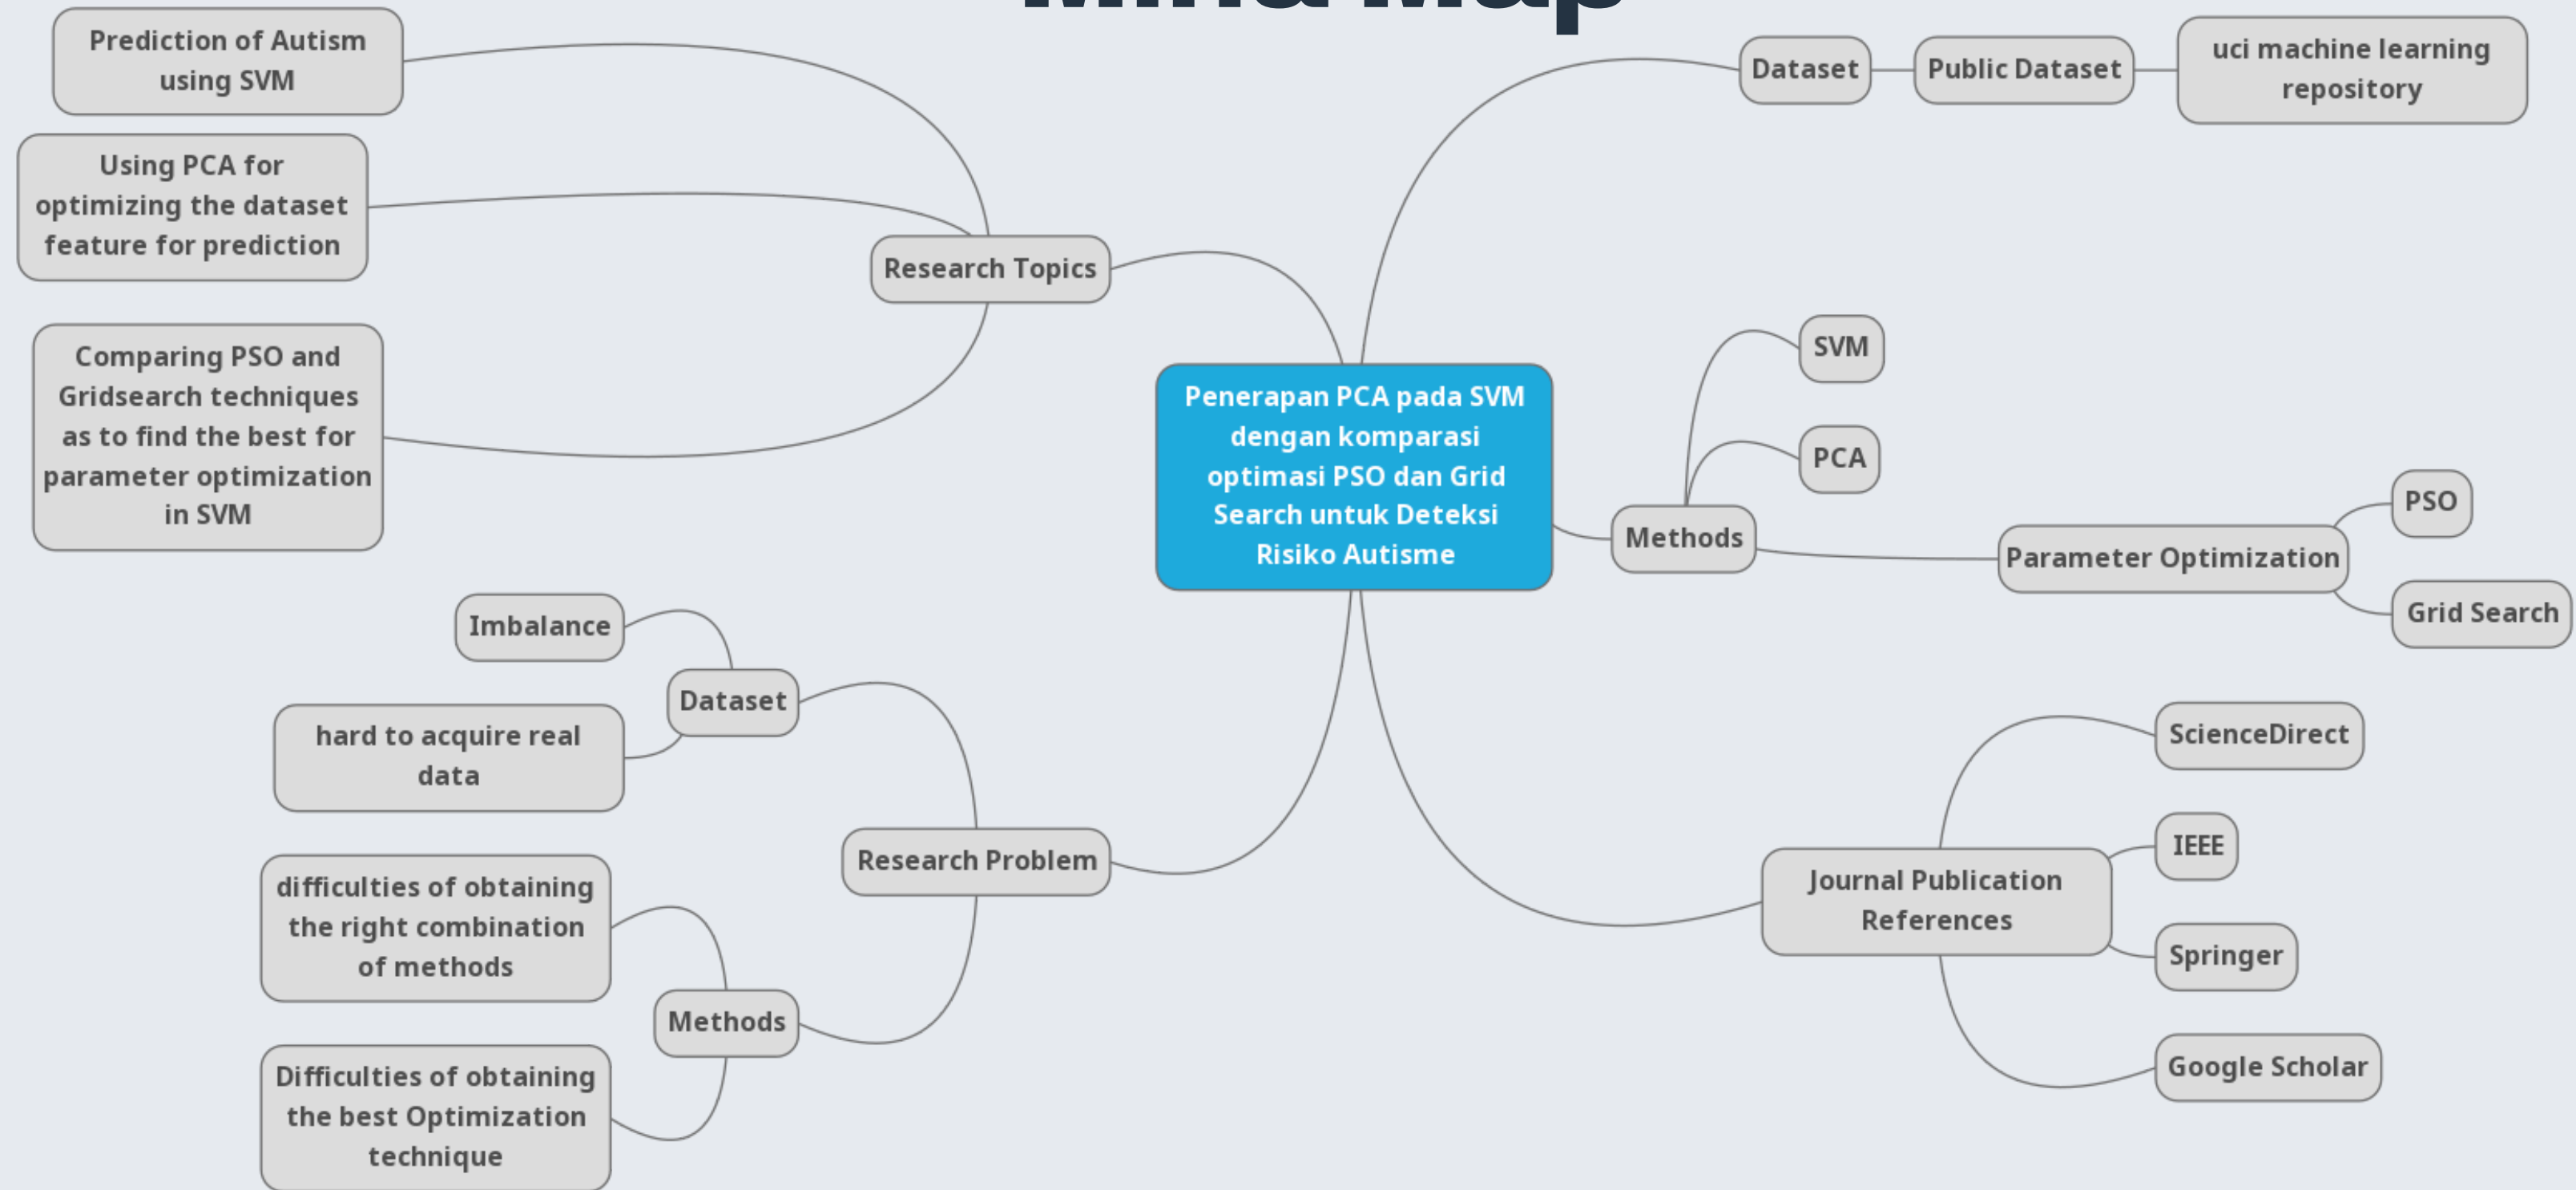 Mind Map
Prediction of Autism
using SVM
Using PCA for
optimizing the dataset
feature for prediction
Comparing PSO and
Gridsearch techniques
as to find the best for
parameter optimization
in SVM
Research Topics
Penerapan PCA pada SVM
dengan komparasi
optimasi PSO dan Grid
Search untuk Deteksi
Risiko Autisme
Dataset
Public Dataset
uci machine learning
repository
SVM
PCA
Methods
Parameter Optimization
PSO
Grid Search
Imbalance
Dataset
hard to acquire real
data
Research Problem
difficulties of obtaining
the right combination
of methods
Methods
Difficulties of obtaining
the best Optimization
technique
Journal Publication
References
ScienceDirect
IEEE
Springer
Google Scholar